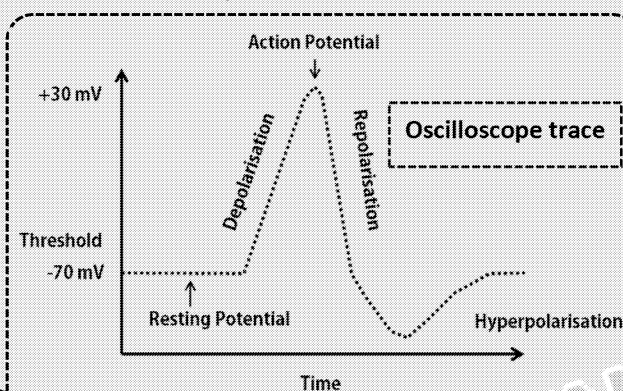 Action Potential
+30 mV
Oscilloscope trace
Depolarisation
Repolarisation
Threshold
-70 mV
Resting Potential
Hyperpolarisation
Time